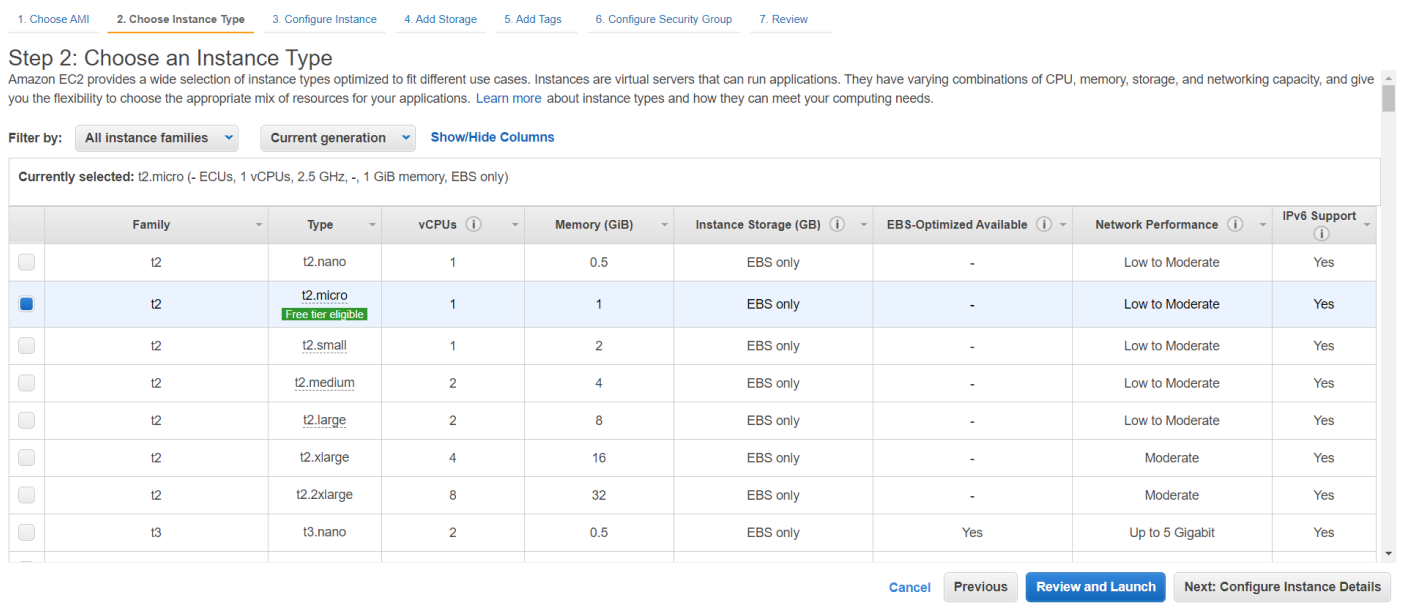 1. Choose AMI 2. Choose Instance Type 3. Configure Instance 4. Add Storage 5. Add Tags 6. Configure Security Group 7. Review
Step 2: Choose an Instance Type
Amazon EC2 provides a wide selection of instance types optimized to fit different use cases. Instances are virtual servers that can run applications. They have varying combinations of CPU, memory, storage, and networking capacity, and give
you the flexibility to choose the appropriate mix of resources for your applications. Learn more about instance types and how they can meet your computing needs.
Filter by: All instance families Current generation Show/Hide Columns
Currently selected: t2.micro (- ECUs, 1 vCPUs, 2.5 GHz, -, 1 GiB memory, EBS only)
Family Type vCPUs i Memory (GiB) Instance Storage (GB) i EBS-Optimized Available i Network Performance i IPv6 Support i
t2 t2.nano 1 0.5 EBS only - Low to Moderate Yes
t2 t2.micro Free tier eligible 1 1 EBS only - Low to Moderate Yes
t2 t2.small 1 2 EBS only - Low to Moderate Yes
t2 t2.medium 2 4 EBS only - Low to Moderate Yes
t2 t2.large 2 8 EBS only - Low to Moderate Yes
t2 t2.xlarge 4 16 EBS only - Moderate Yes
t2 t2.2xlarge 8 32 EBS only - Moderate Yes
t3 t3.nano 2 0.5 EBS only Yes Up to 5 Gigabit Yes
Cancel Previous Review and Launch Next: Configure Instance Details